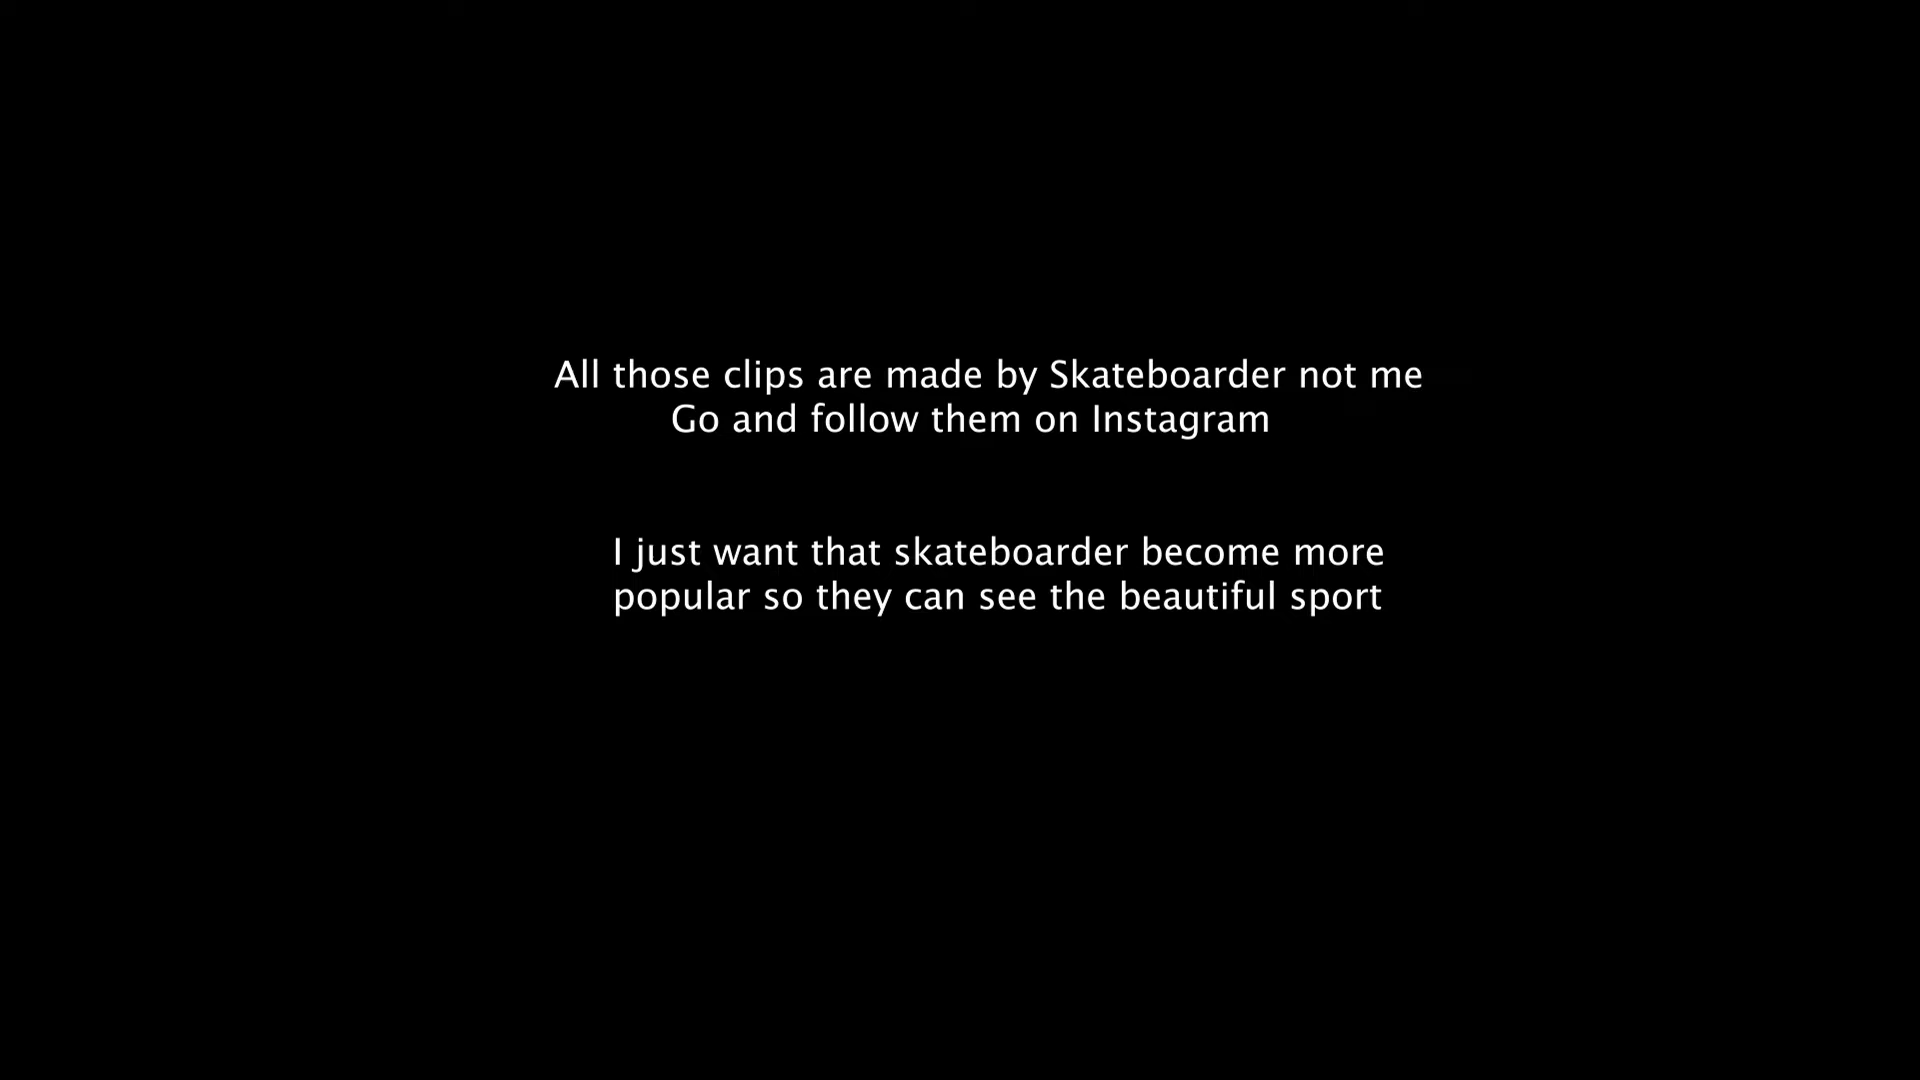 All those clips are made by Skateboarder not me
Go and follow them on Instagram
I just want that skateboarder become more
popular so they can see the beautiful sport